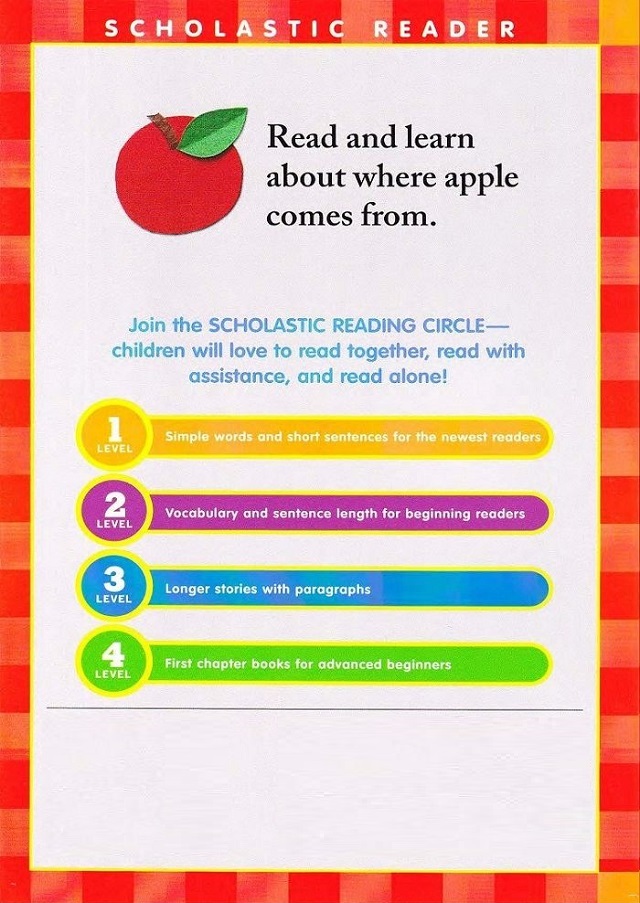 SCHOLASTIC READER
Read and learn
about where apple
comes from.
Join the SCHOLASTIC READING CIRCLE—
children will love to read together, read with
assistance, and read alone!
1
LEVEL
Simple words and short sentences for the newest readers
2
LEVEL
Vocabulary and sentence length for beginning readers
3
LEVEL
Longer stories with paragraphs
4
LEVEL
First chapter books for advanced beginners